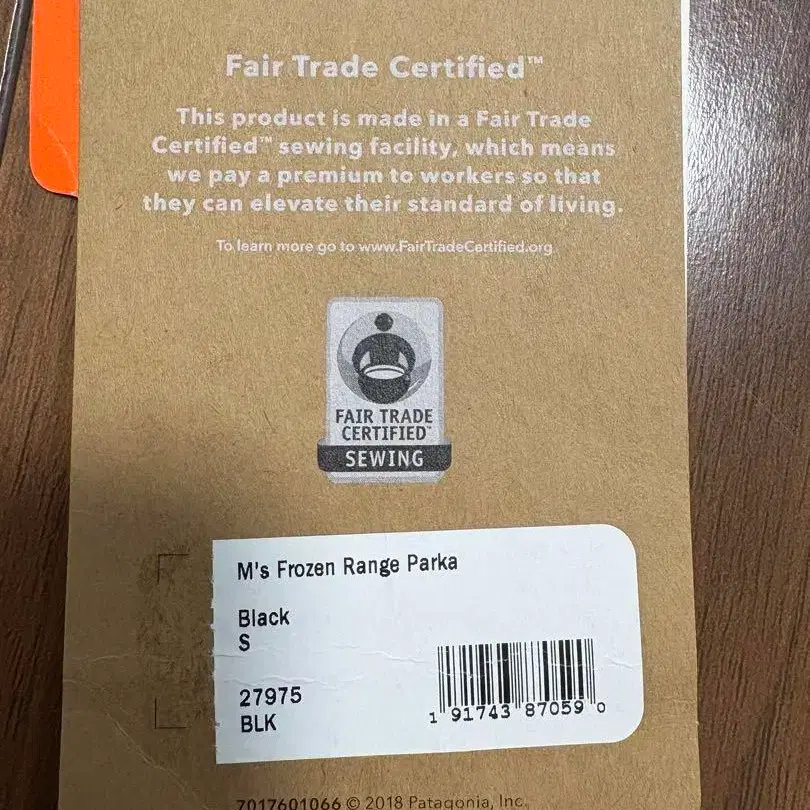 Fair Trade Certified™
This product is made in a Fair Trade
Certified™ sewing facility, which means
we pay a premium to workers so that
they can elevate their standard of living.
To learn more go to www.FairTradeCertified.org
FAIR TRADE
CERTIFIED™
SEWING
M's Frozen Range Parka
Black
S
27975
BLK
1 91743 87059 0
7017601066 © 2018 Patagonia, Inc.